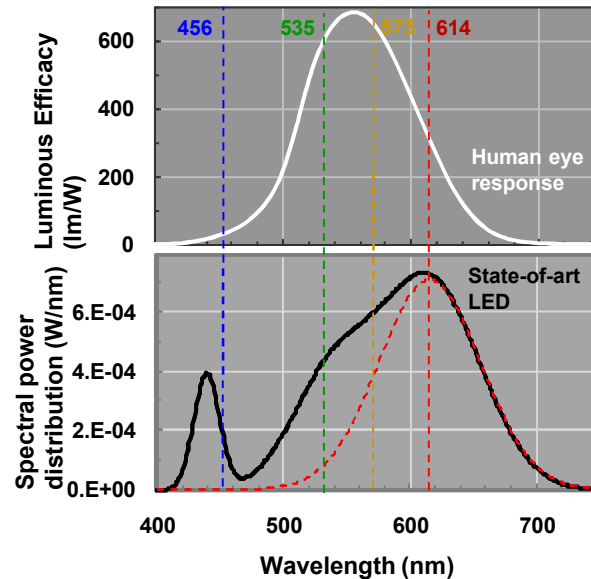 600
456
535
573
614
Luminous Efficacy
(lm/W)
400
200
0
Human eye
response
Spectral power
distribution (W/nm)
6.E-04
4.E-04
2.E-04
0.E+00
State-of-art
LED
400
500
600
700
Wavelength (nm)